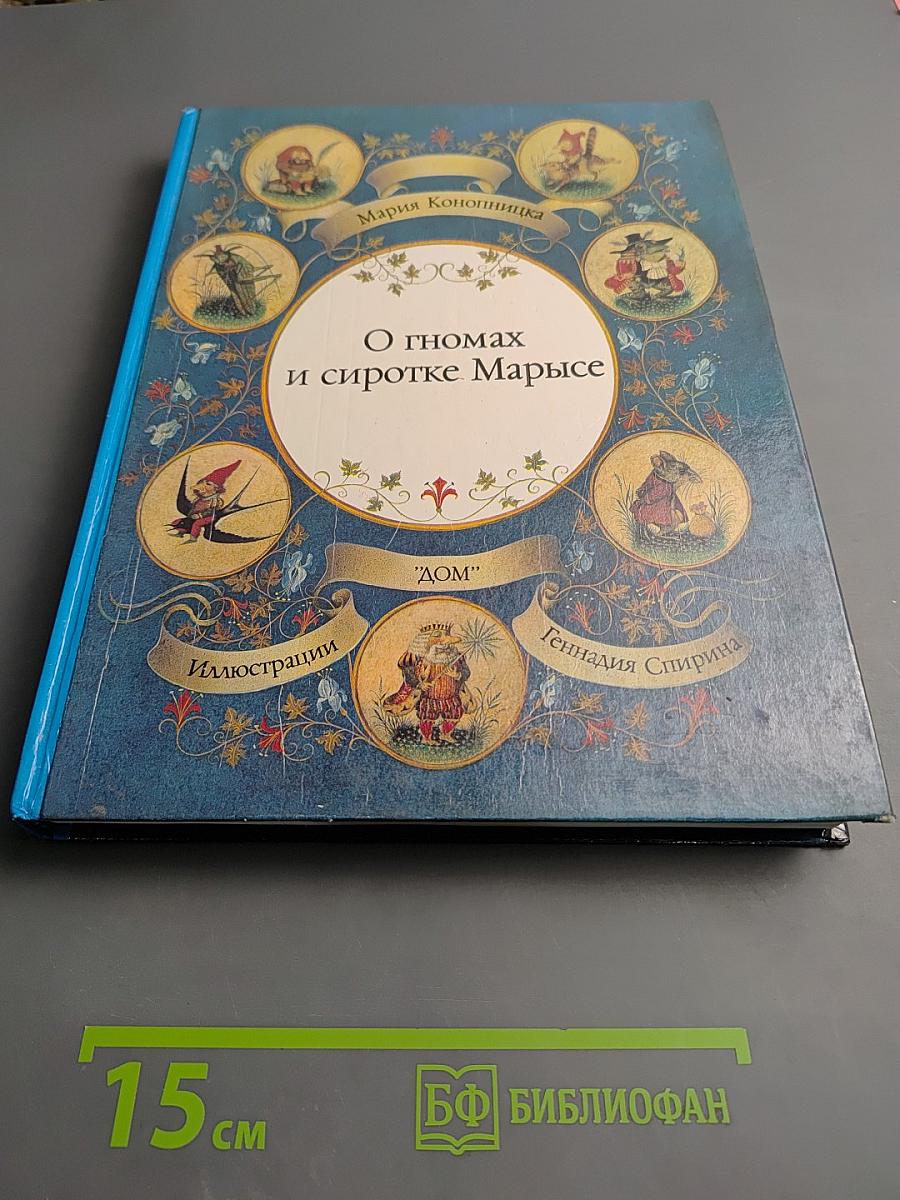 Мария Конопницка
О гномах
и сиротке Марысе
"ДОМ"
Иллюстрации
Геннадия Спирина
15 см
БФ БИБЛИОФАН